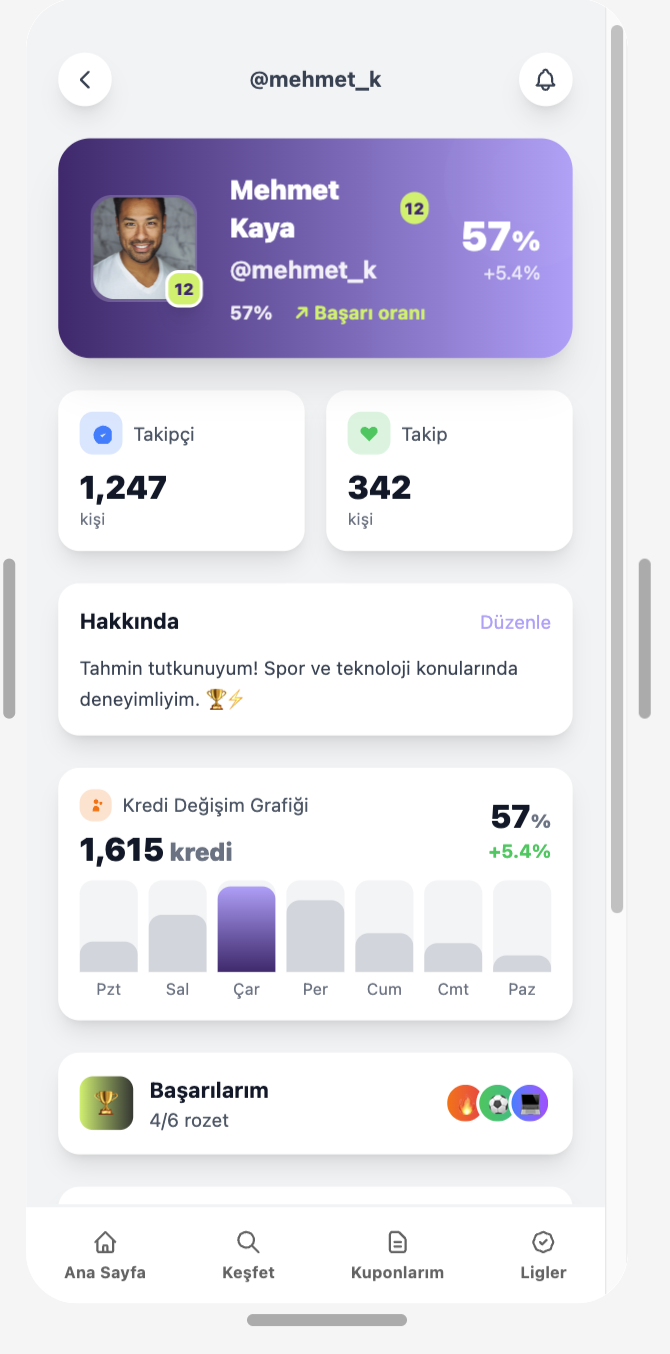 @mehmet_k
Mehmet
Kaya
12
@mehmet_k
12
57% Başarı oranı
57%
+5.4%
Takipçi
1,247
kişi
Takip
342
kişi
Hakkında
Düzenle
Tahmin tutkunuyum! Spor ve teknoloji konularında
deneyimliyim. 🏆⚡
Kredi Değişim Grafiği
1,615 kredi
57%
+5.4%
Pzt Sal Çar Per Cum Cmt Paz
Başarılarım
4/6 rozet
Ana Sayfa Keşfet Kuponlarım Ligler